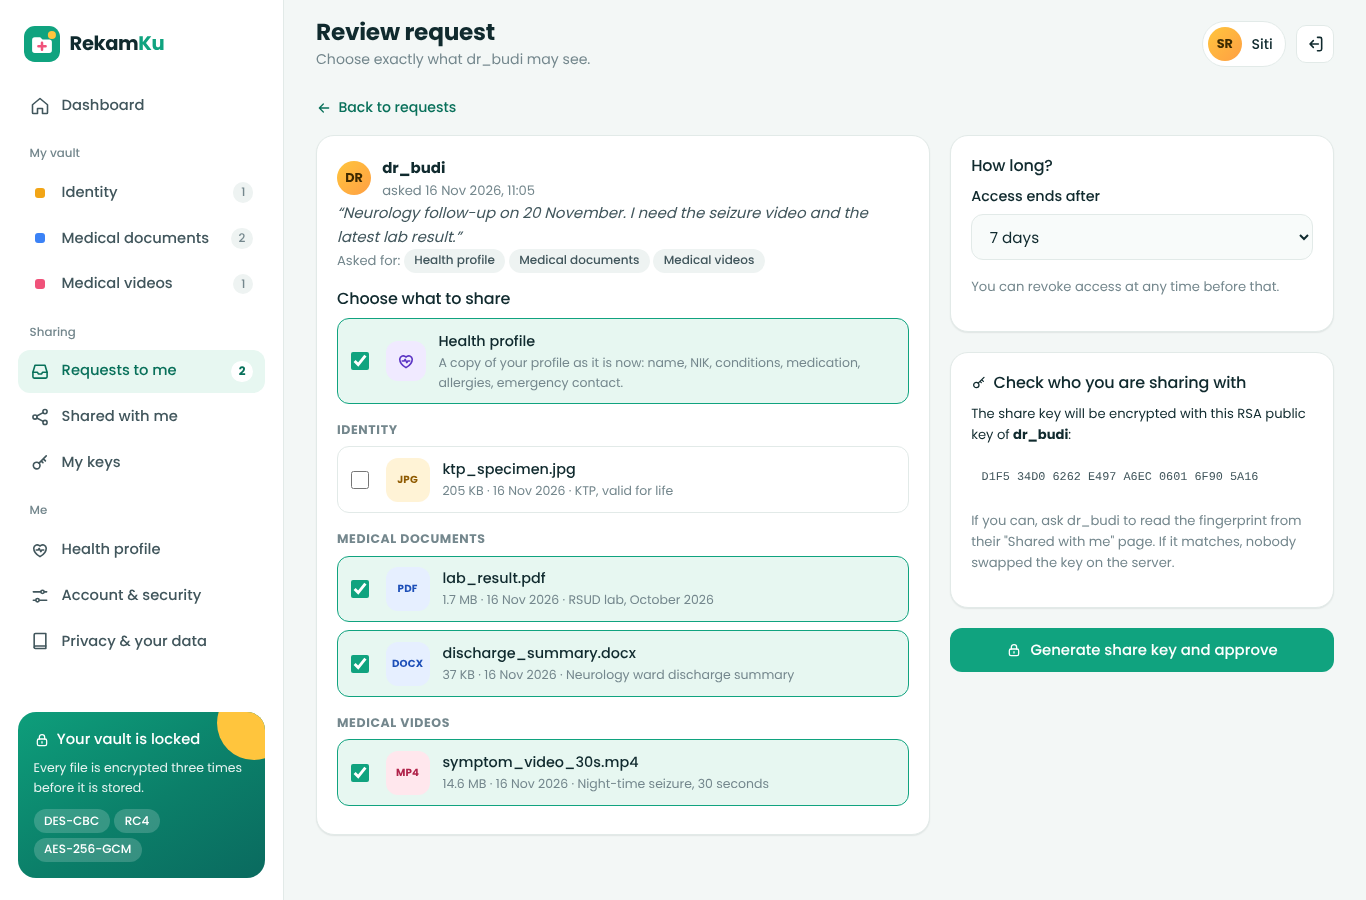 RekamKu
Dashboard
My vault
Identity 1
Medical documents 2
Medical videos 1
Sharing
Requests to me 2
Shared with me
My keys
Me
Health profile
Account & security
Privacy & your data
Your vault is locked
Every file is encrypted three times
before it is stored.
DES-CBC RC4
AES-256-GCM
Review request
Choose exactly what dr_budi may see.
SR Siti
Back to requests
DR
dr_budi
asked 16 Nov 2026, 11:05
“Neurology follow-up on 20 November. I need the seizure video and the
latest lab result.”
Asked for: Health profile Medical documents Medical videos
Choose what to share
Health profile
A copy of your profile as it is now: name, NIK, conditions, medication,
allergies, emergency contact.
IDENTITY
JPG
ktp_specimen.jpg
205 KB · 16 Nov 2026 · KTP, valid for life
MEDICAL DOCUMENTS
PDF
lab_result.pdf
1.7 MB · 16 Nov 2026 · RSUD lab, October 2026
DOCX
discharge_summary.docx
37 KB · 16 Nov 2026 · Neurology ward discharge summary
MEDICAL VIDEOS
MP4
symptom_video_30s.mp4
14.6 MB · 16 Nov 2026 · Night-time seizure, 30 seconds
How long?
Access ends after
7 days
You can revoke access at any time before that.
Check who you are sharing with
The share key will be encrypted with this RSA public
key of dr_budi:
D1F5 34D0 6262 E497 A6EC 0601 6F90 5A16
If you can, ask dr_budi to read the fingerprint from
their "Shared with me" page. If it matches, nobody
swapped the key on the server.
Generate share key and approve